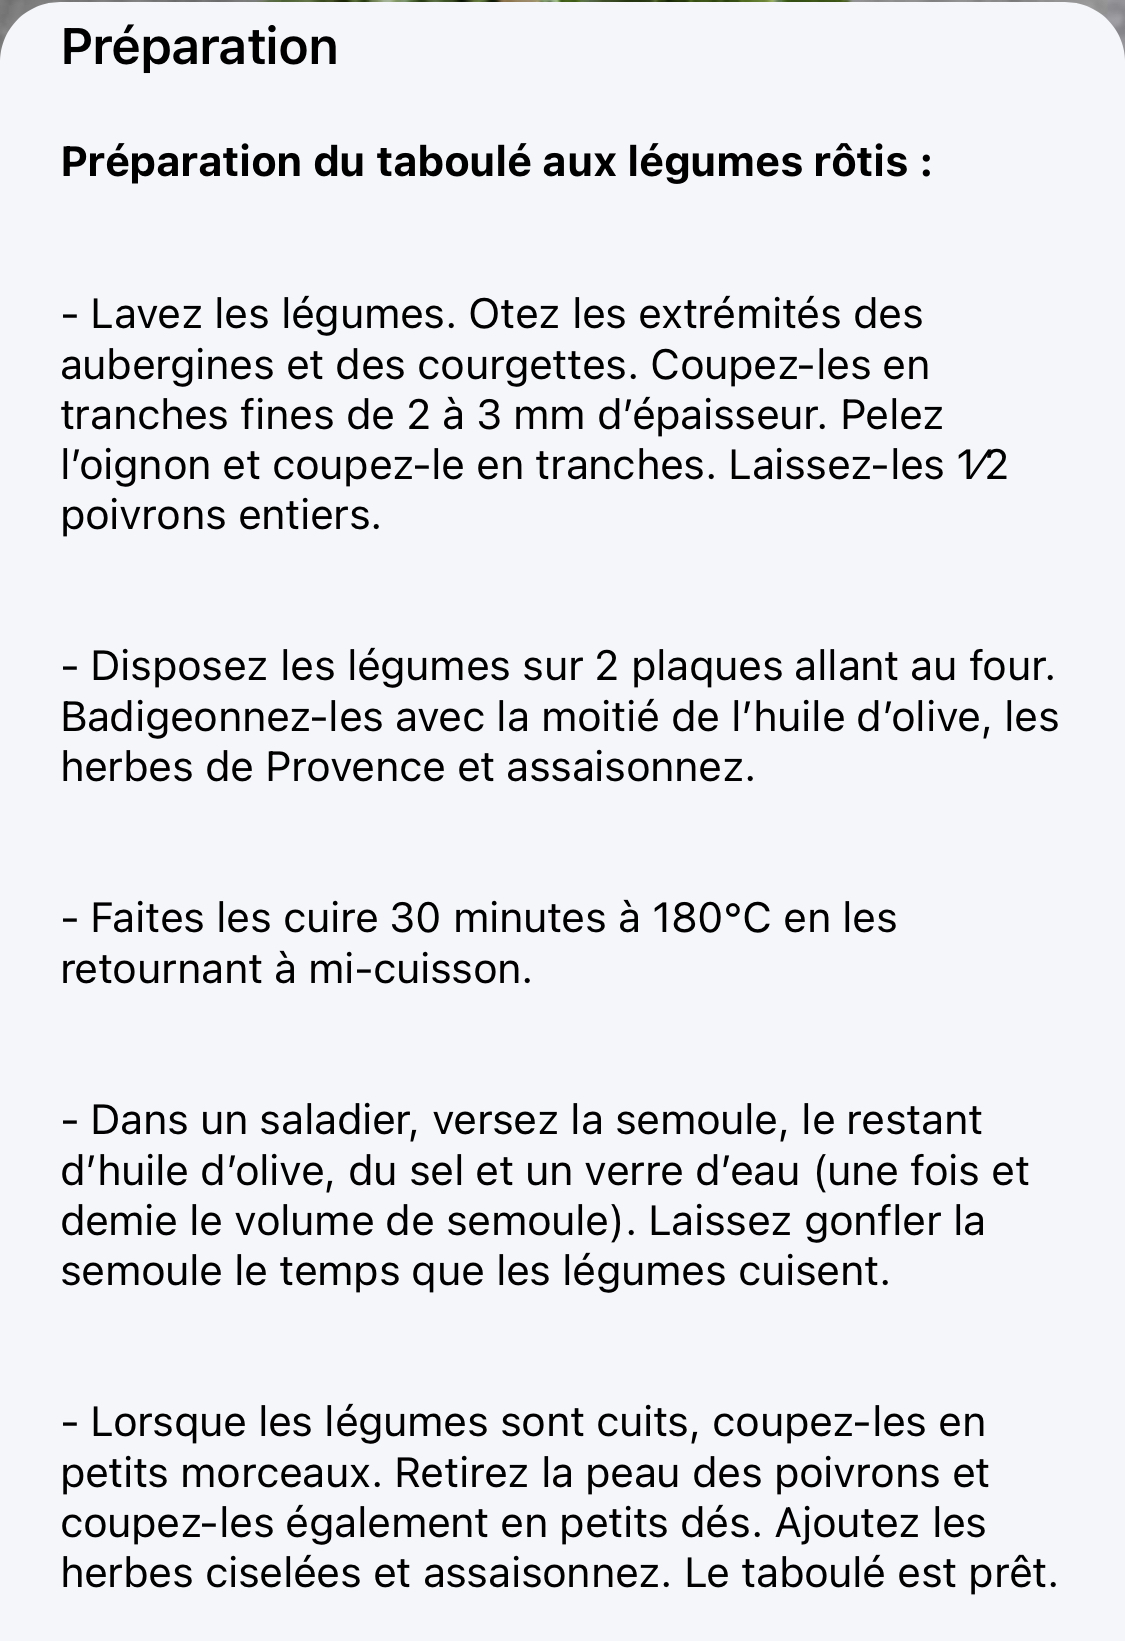 Préparation
Préparation du taboulé aux légumes rôtis :
- Lavez les légumes. Otez les extrémités des
aubergines et des courgettes. Coupez-les en
tranches fines de 2 à 3 mm d’épaisseur. Pelez
l’oignon et coupez-le en tranches. Laissez-les 1⁄2
poivrons entiers.
- Disposez les légumes sur 2 plaques allant au four.
Badigeonnez-les avec la moitié de l’huile d’olive, les
herbes de Provence et assaisonnez.
- Faites les cuire 30 minutes à 180°C en les
retournant à mi-cuisson.
- Dans un saladier, versez la semoule, le restant
d’huile d’olive, du sel et un verre d’eau (une fois et
demie le volume de semoule). Laissez gonfler la
semoule le temps que les légumes cuisent.
- Lorsque les légumes sont cuits, coupez-les en
petits morceaux. Retirez la peau des poivrons et
coupez-les également en petits dés. Ajoutez les
herbes ciselées et assaisonnez. Le taboulé est prêt.